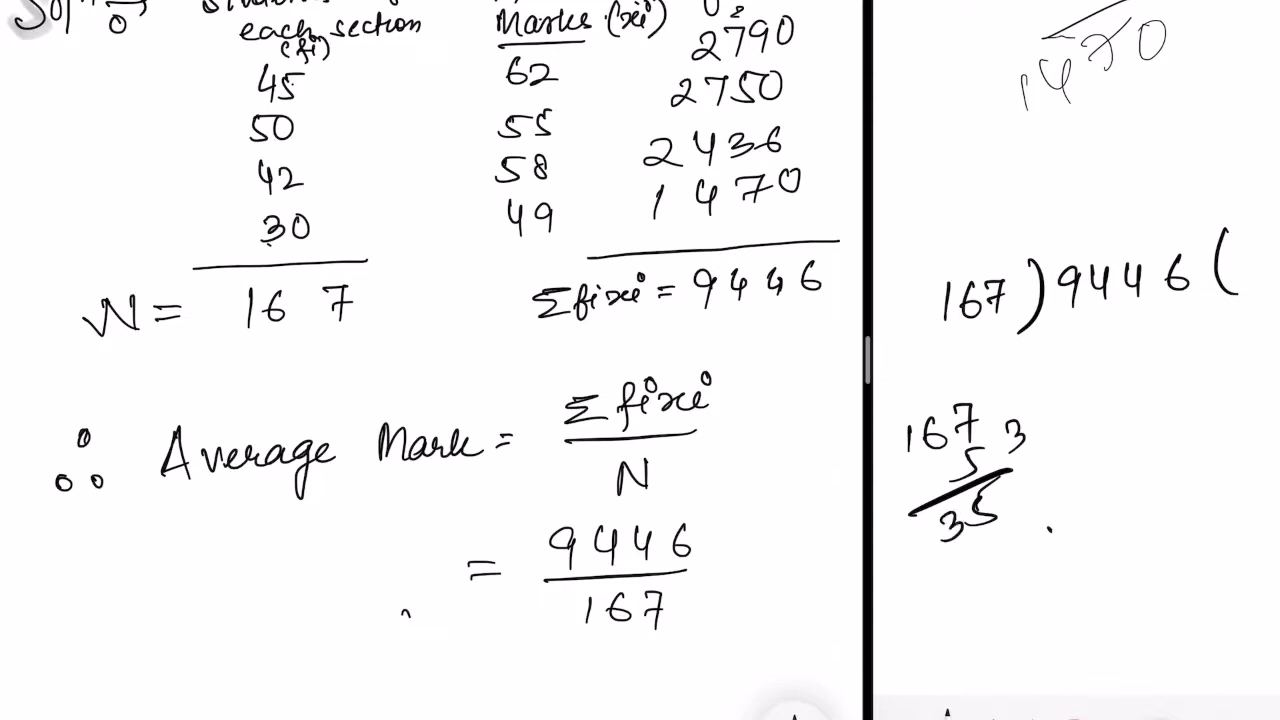 each section Marks (xi) 2790
(fi)
45 62 2750
50 55 2436
42 58 1470
30 49
N = 167 Σfixi = 9446
∴ Average Mark = Σfixi
N
= 9446
167
1470
167 ) 9446 (
167 3
5
35